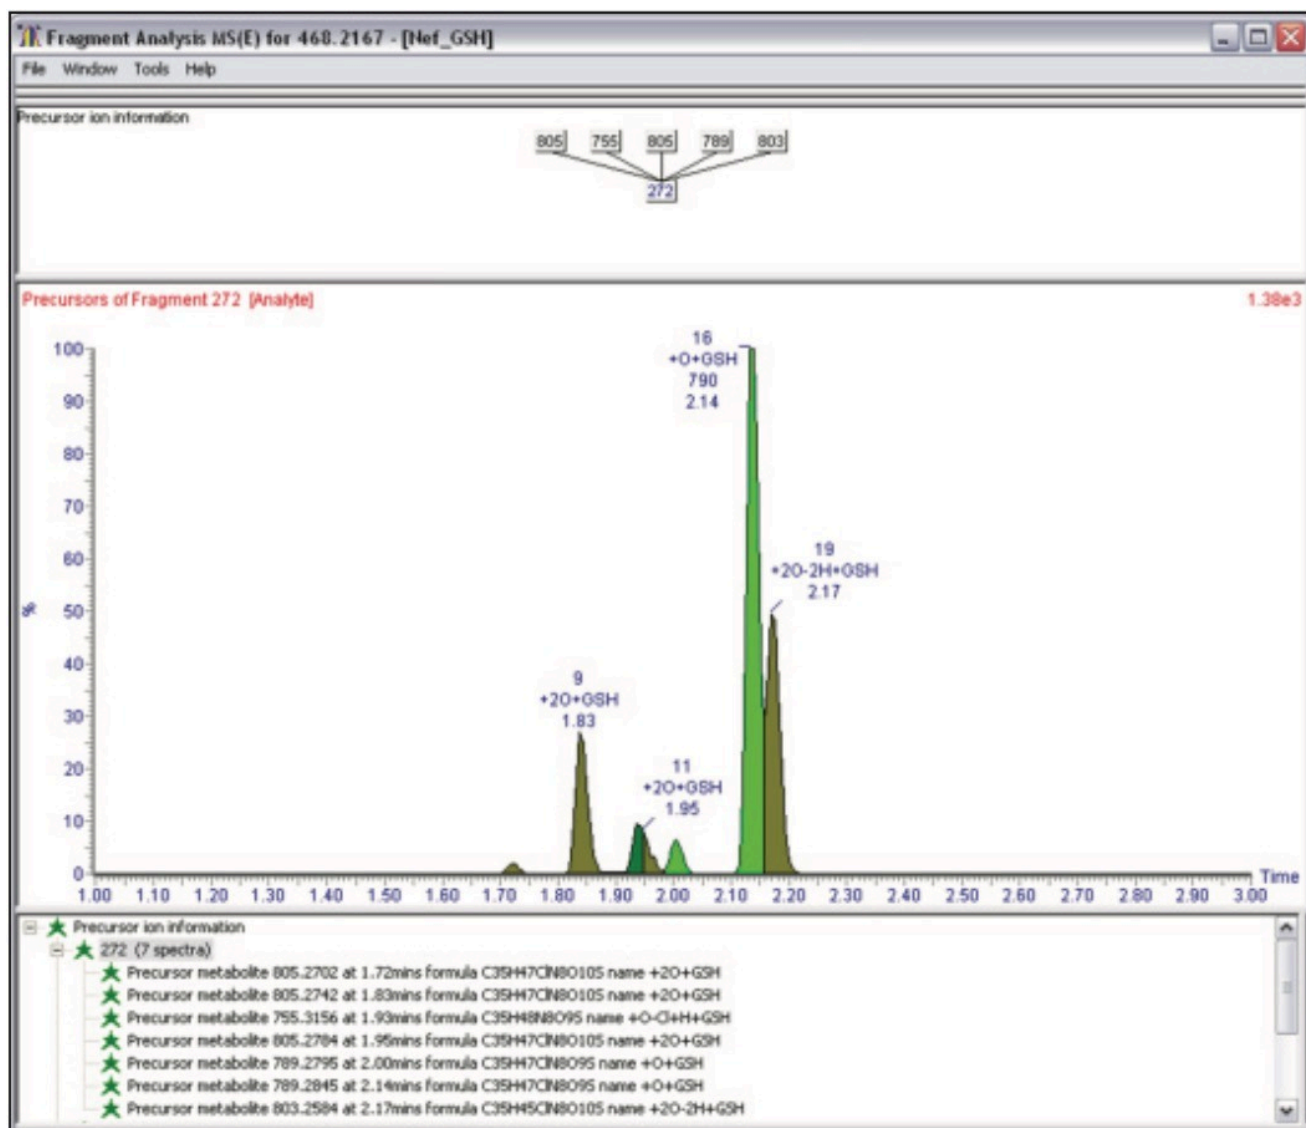 Fragment Analysis MS(E) for 468.2167 - [Nef_GSH]
File Window Tools Help
Precursor ion information
805 755 805 789 803
272
Precursors of Fragment 272 [Analyte] 1.38e3
16
+O+GSH
790
2.14
19
+2O-2H+GSH
2.17
9
+2O+GSH
1.83
11
+2O+GSH
1.95
100
90
80
70
60
50
40
30
20
10
0
%
1.00 1.10 1.20 1.30 1.40 1.50 1.60 1.70 1.80 1.90 2.00 2.10 2.20 2.30 2.40 2.50 2.60 2.70 2.80 2.90 3.00
Time
Precursor ion information
272 (7 spectra)
Precursor metabolite 805.2702 at 1.72mins formula C35H47ClN8O10S name +2O+GSH
Precursor metabolite 805.2742 at 1.83mins formula C35H47ClN8O10S name +2O+GSH
Precursor metabolite 755.3156 at 1.93mins formula C35H48N8O9S name +O-Cl+H+GSH
Precursor metabolite 805.2784 at 1.95mins formula C35H47ClN8O10S name +2O+GSH
Precursor metabolite 789.2795 at 2.00mins formula C35H47ClN8O9S name +O+GSH
Precursor metabolite 789.2845 at 2.14mins formula C35H47ClN8O9S name +O+GSH
Precursor metabolite 803.2584 at 2.17mins formula C35H45ClN8O10S name +2O-2H+GSH